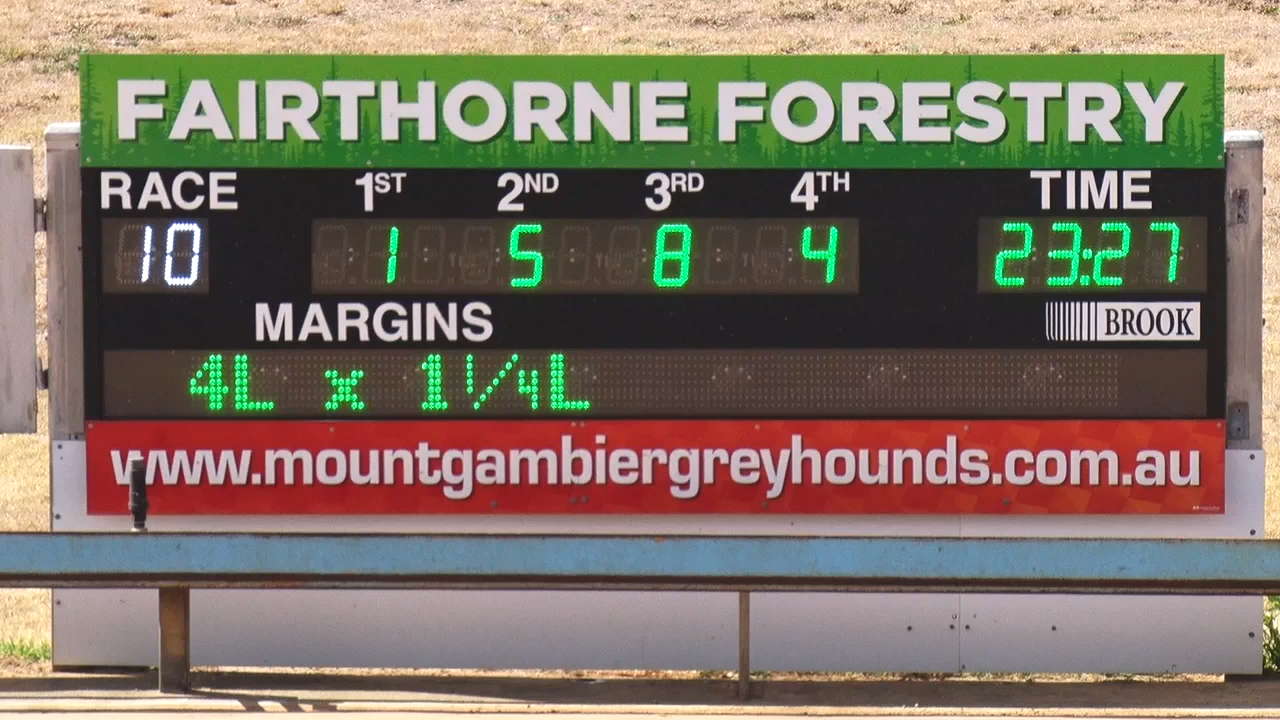 FAIRTHORNE FORESTRY
RACE 1ST 2ND 3RD 4TH TIME
10 1 5 8 4 23:27
MARGINS BROOK
4L x 1¼L
www.mountgambiergreyhounds.com.au